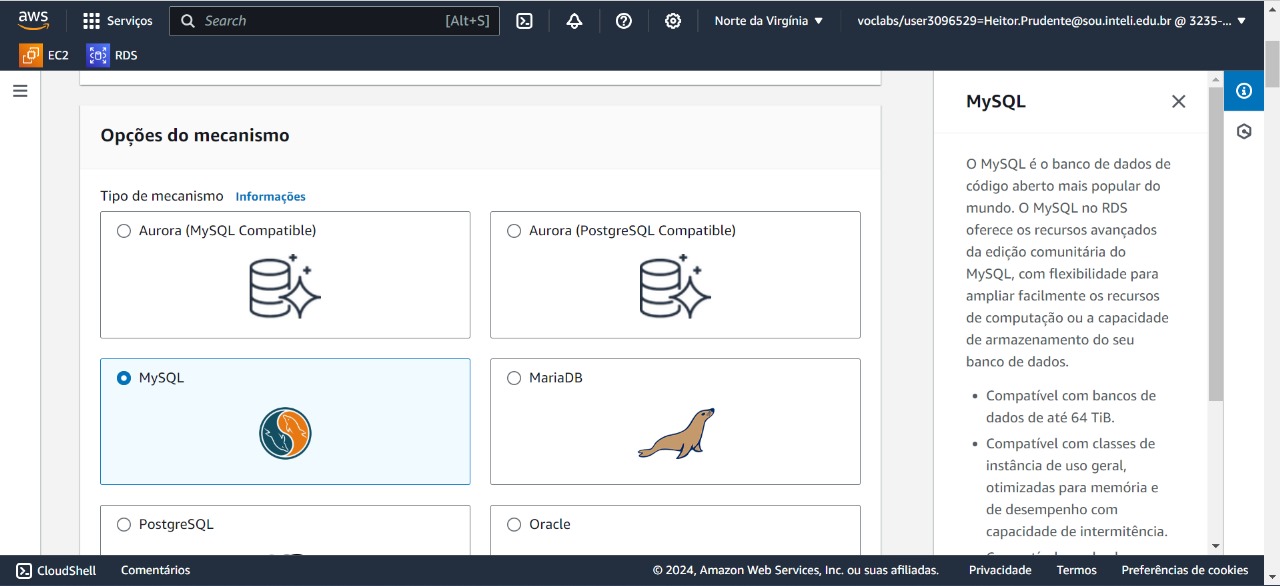 aws
Serviços
Search
[Alt+S]
Norte da Virgínia ▼
voclabs/user3096529=Heitor.Prudente@sou.inteli.edu.br @ 3235-... ▼
EC2
RDS
Opções do mecanismo
Tipo de mecanismo Informações
Aurora (MySQL Compatible)
Aurora (PostgreSQL Compatible)
MySQL
MariaDB
PostgreSQL
Oracle
MySQL
O MySQL é o banco de dados de
código aberto mais popular do
mundo. O MySQL no RDS
oferece os recursos avançados
da edição comunitária do
MySQL, com flexibilidade para
ampliar facilmente os recursos
de computação ou a capacidade
de armazenamento do seu
banco de dados.
• Compatível com bancos de
dados de até 64 TiB.
• Compatível com classes de
instância de uso geral,
otimizadas para memória e
de desempenho com
capacidade de intermitência.
CloudShell
Comentários
© 2024, Amazon Web Services, Inc. ou suas afiliadas.
Privacidade
Termos
Preferências de cookies